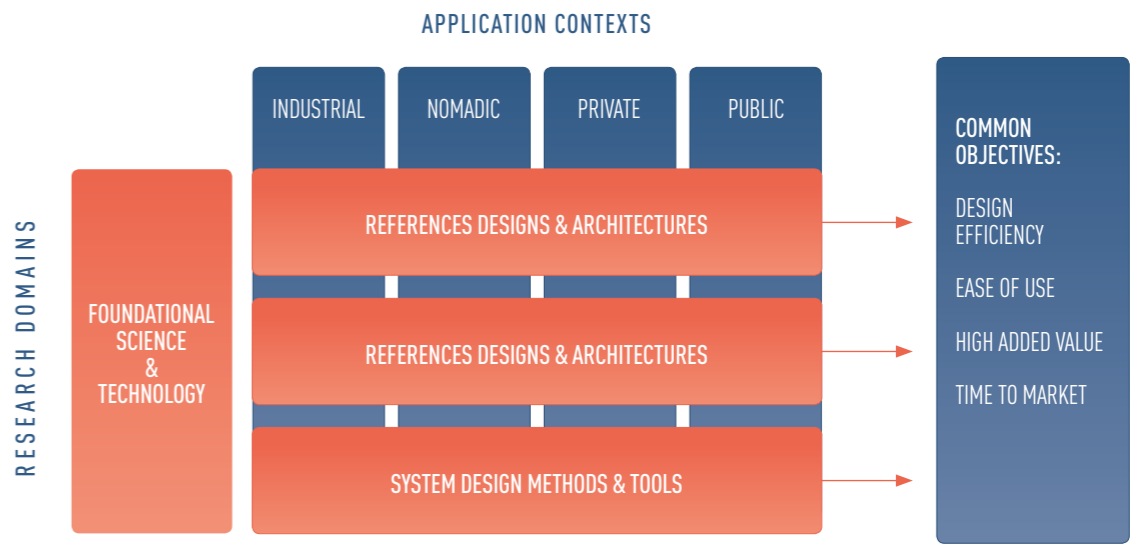 APPLICATION CONTEXTS
INDUSTRIAL
NOMADIC
PRIVATE
PUBLIC
RESEARCH DOMAINS
FOUNDATIONAL
SCIENCE
&
TECHNOLOGY
REFERENCES DESIGNS & ARCHITECTURES
REFERENCES DESIGNS & ARCHITECTURES
SYSTEM DESIGN METHODS & TOOLS
COMMON
OBJECTIVES:
DESIGN
EFFICIENCY
EASE OF USE
HIGH ADDED VALUE
TIME TO MARKET